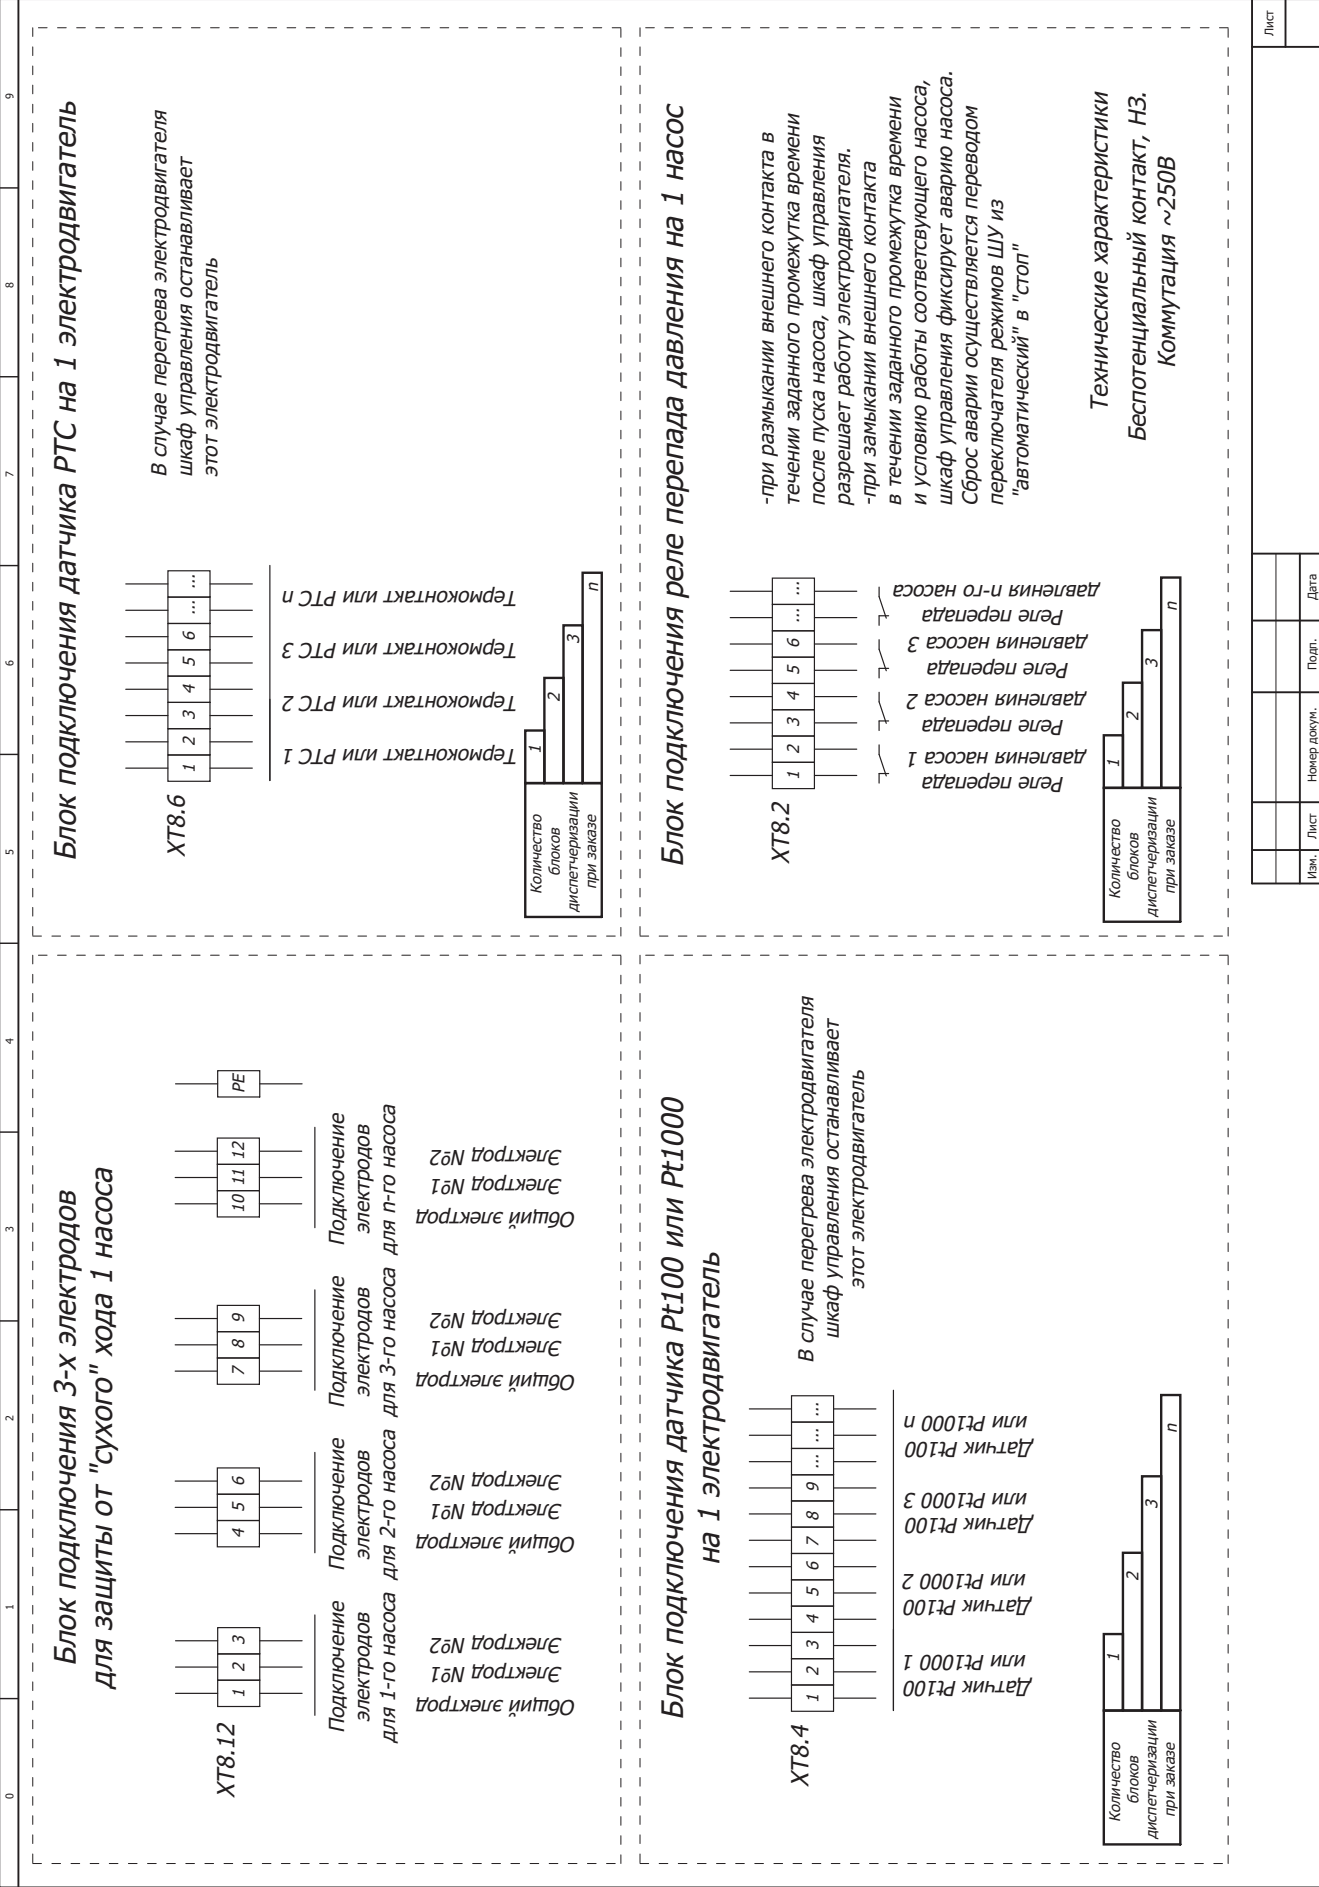 0 1 2 3 4 5 6 7 8 9
Блок подключения 3-х электродов
для защиты от "сухого" хода 1 насоса
XT8.12
1 2 3
4 5 6
7 8 9
10 11 12
PE
Подключение
электродов
для 1-го насоса
Подключение
электродов
для 2-го насоса
Подключение
электродов
для 3-го насоса
Подключение
электродов
для n-го насоса
Общий электрод
Электрод №1
Электрод №2
Общий электрод
Электрод №1
Электрод №2
Общий электрод
Электрод №1
Электрод №2
Общий электрод
Электрод №1
Электрод №2
Блок подключения датчика PTC на 1 электродвигатель
В случае перегрева электродвигателя
шкаф управления останавливает
этот электродвигатель
XT8.6
1 2 3 4 5 6 ... ...
Термоконтакт или PTC 1
Термоконтакт или PTC 2
Термоконтакт или PTC 3
Термоконтакт или PTC n
Количество
блоков
диспетчеризации
при заказе
1
2
3
n
Блок подключения датчика Pt100 или Pt1000
на 1 электродвигатель
В случае перегрева электродвигателя
шкаф управления останавливает
этот электродвигатель
XT8.4
1 2 3 4 5 6 7 8 9 ... ... ...
Датчик Pt100
или Pt1000 1
Датчик Pt100
или Pt1000 2
Датчик Pt100
или Pt1000 3
Датчик Pt100
или Pt1000 n
Количество
блоков
диспетчеризации
при заказе
1
2
3
n
Блок подключения реле перепада давления на 1 насос
-при размыкании внешнего контакта в
течении заданного промежутка времени
после пуска насоса, шкаф управления
разрешает работу электродвигателя.
-при замыкании внешнего контакта
в течении заданного промежутка времени
и условию работы соответсвующего насоса,
шкаф управления фиксирует аварию насоса.
Сброс аварии осуществляется переводом
переключателя режимов ШУ из
"автоматический" в "стоп"
Технические характеристики
Беспотенциальный контакт, НЗ.
Коммутация ~250В
XT8.2
1 2 3 4 5 6 ... ...
Реле перепада
давления насоса 1
Реле перепада
давления насоса 2
Реле перепада
давления насоса 3
Реле перепада
давления n-го насоса
Количество
блоков
диспетчеризации
при заказе
1
2
3
n
Изм. Лист Номер докум. Подп. Дата
Лист